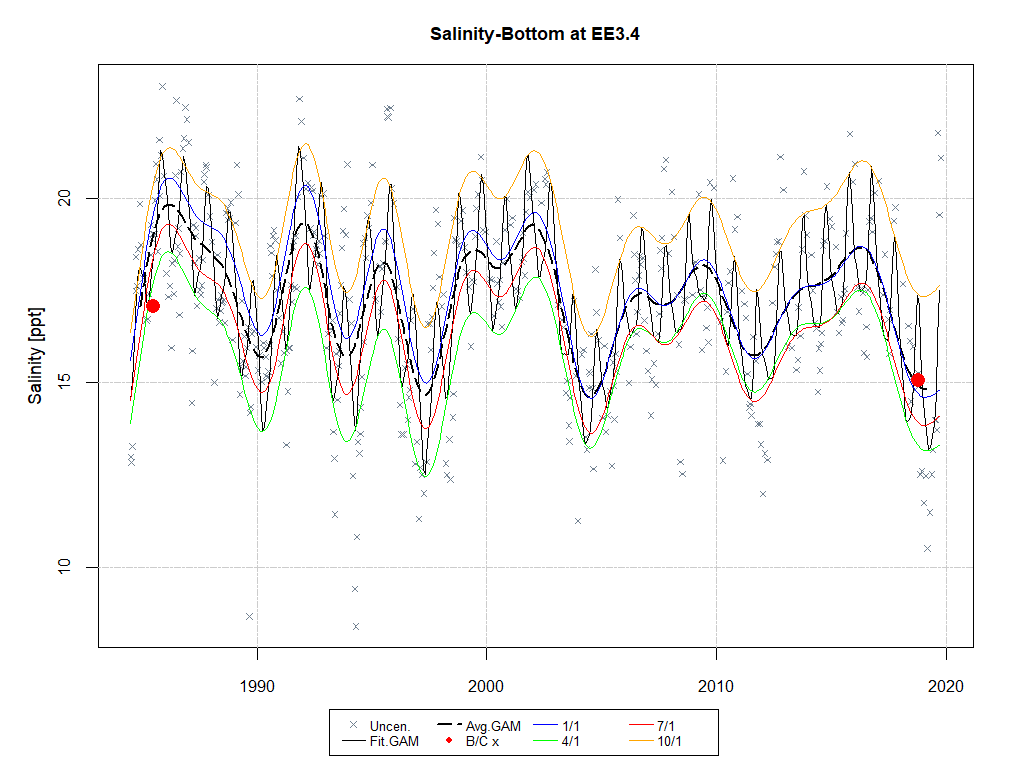 Salinity-Bottom at EE3.4
Salinity [ppt]
20
15
10
1990 2000 2010 2020
Uncen. Avg.GAM 1/1 7/1
Fit.GAM B/C x 4/1 10/1